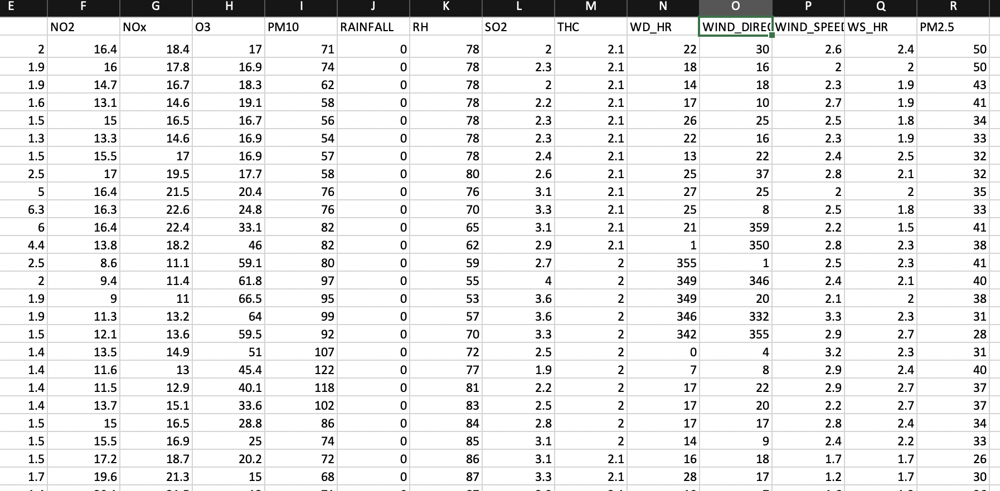 E F G H I J K L M N O P Q R
NO2 NOx O3 PM10 RAINFALL RH SO2 THC WD_HR WIND_DIREC WIND_SPEED WS_HR PM2.5
2 16.4 18.4 17 71 0 78 2 2.1 22 30 2.6 2.4 50
1.9 16 17.8 16.9 74 0 78 2.3 2.1 18 16 2 2 50
1.9 14.7 16.7 18.3 62 0 78 2 2.1 14 18 2.3 1.9 43
1.6 13.1 14.6 19.1 58 0 78 2.2 2.1 17 10 2.7 1.9 41
1.5 15 16.5 16.7 56 0 78 2.3 2.1 26 25 2.5 1.8 34
1.3 13.3 14.6 16.9 54 0 78 2.3 2.1 22 16 2.3 1.9 33
1.5 15.5 17 16.9 57 0 78 2.4 2.1 13 22 2.4 2.5 32
2.5 17 19.5 17.7 58 0 80 2.6 2.1 25 37 2.8 2.1 32
5 16.4 21.5 20.4 76 0 76 3.1 2.1 27 25 2 2 35
6.3 16.3 22.6 24.8 76 0 70 3.3 2.1 25 8 2.5 1.8 33
6 16.4 22.4 33.1 82 0 65 3.1 2.1 21 359 2.2 1.5 41
4.4 13.8 18.2 46 82 0 62 2.9 2.1 1 350 2.8 2.3 38
2.5 8.6 11.1 59.1 80 0 59 2.7 2 355 1 2.5 2.3 41
2 9.4 11.4 61.8 97 0 55 4 2 349 346 2.4 2.1 40
1.9 9 11 66.5 95 0 53 3.6 2 349 20 2.1 2 38
1.9 11.3 13.2 64 99 0 57 3.6 2 346 332 3.3 2.3 31
1.5 12.1 13.6 59.5 92 0 70 3.3 2 342 355 2.9 2.7 28
1.4 13.5 14.9 51 107 0 72 2.5 2 0 4 3.2 2.3 31
1.4 11.6 13 45.4 122 0 77 1.9 2 7 8 2.9 2.4 40
1.4 11.5 12.9 40.1 118 0 81 2.2 2 17 22 2.9 2.7 37
1.4 13.7 15.1 33.6 102 0 83 2.5 2 17 20 2.2 2.7 37
1.5 15 16.5 28.8 86 0 84 2.8 2 17 17 2.8 2.4 34
1.5 15.5 16.9 25 74 0 85 3.1 2 14 9 2.4 2.2 33
1.5 17.2 18.7 20.2 72 0 86 3.1 2.1 16 18 1.7 1.7 26
1.7 19.6 21.3 15 68 0 87 3.3 2.1 28 17 1.2 1.7 30